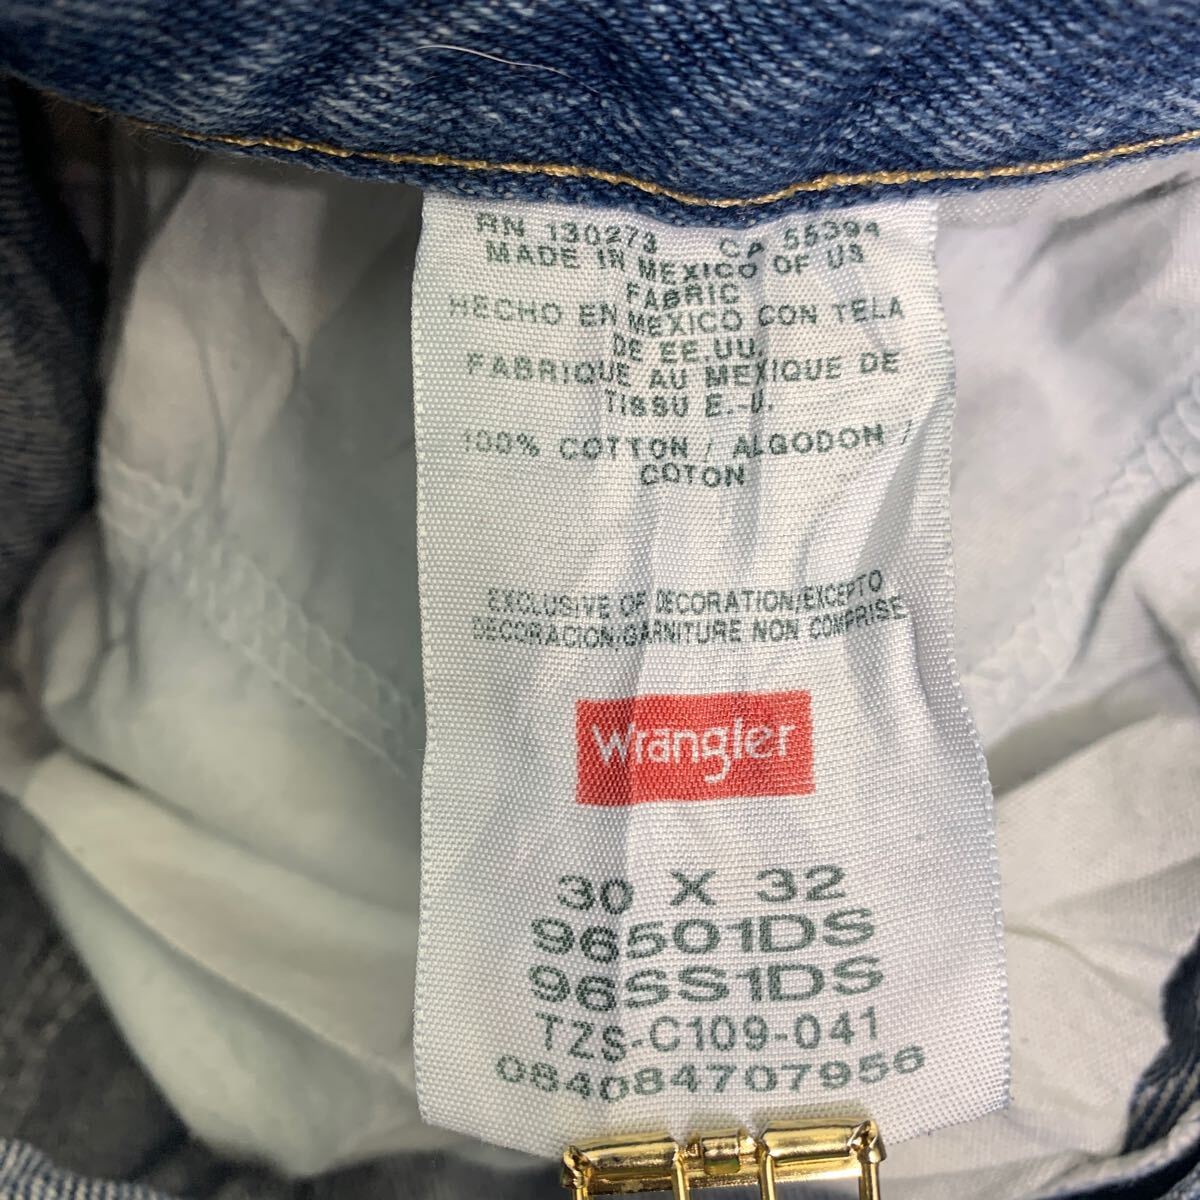 RN 130273 CA 55394
MADE IN MEXICO OF US
FABRIC
HECHO EN MEXICO CON TELA
DE EE.UU.
FABRIQUE AU MEXIQUE DE
TISSU E.-U.
100% COTTON / ALGODON /
COTON
EXCLUSIVE OF DECORATION/EXCEPTO
DECORACION/GARNITURE NON COMPRISE
Wrangler
30 X 32
96501DS
96SS1DS
TZS-C109-041
084084707956